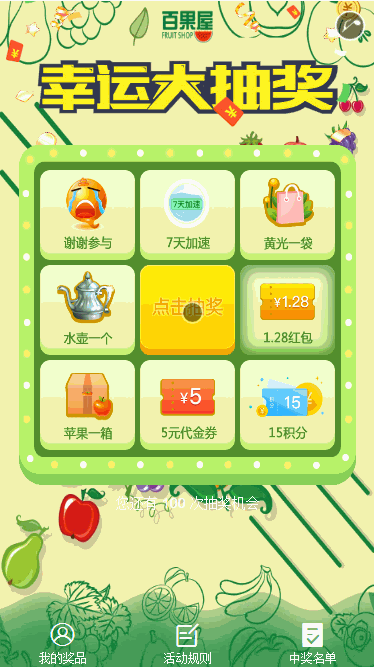 百果屋
FRUIT SHOP
幸运大抽奖
7天加速
谢谢参与
7天加速
黄光一袋
点击抽奖
¥1.28
水壶一个
1.28红包
¥5
15
苹果一箱
5元代金券
15积分
您还有 100 次抽奖机会
我的奖品
活动规则
中奖名单